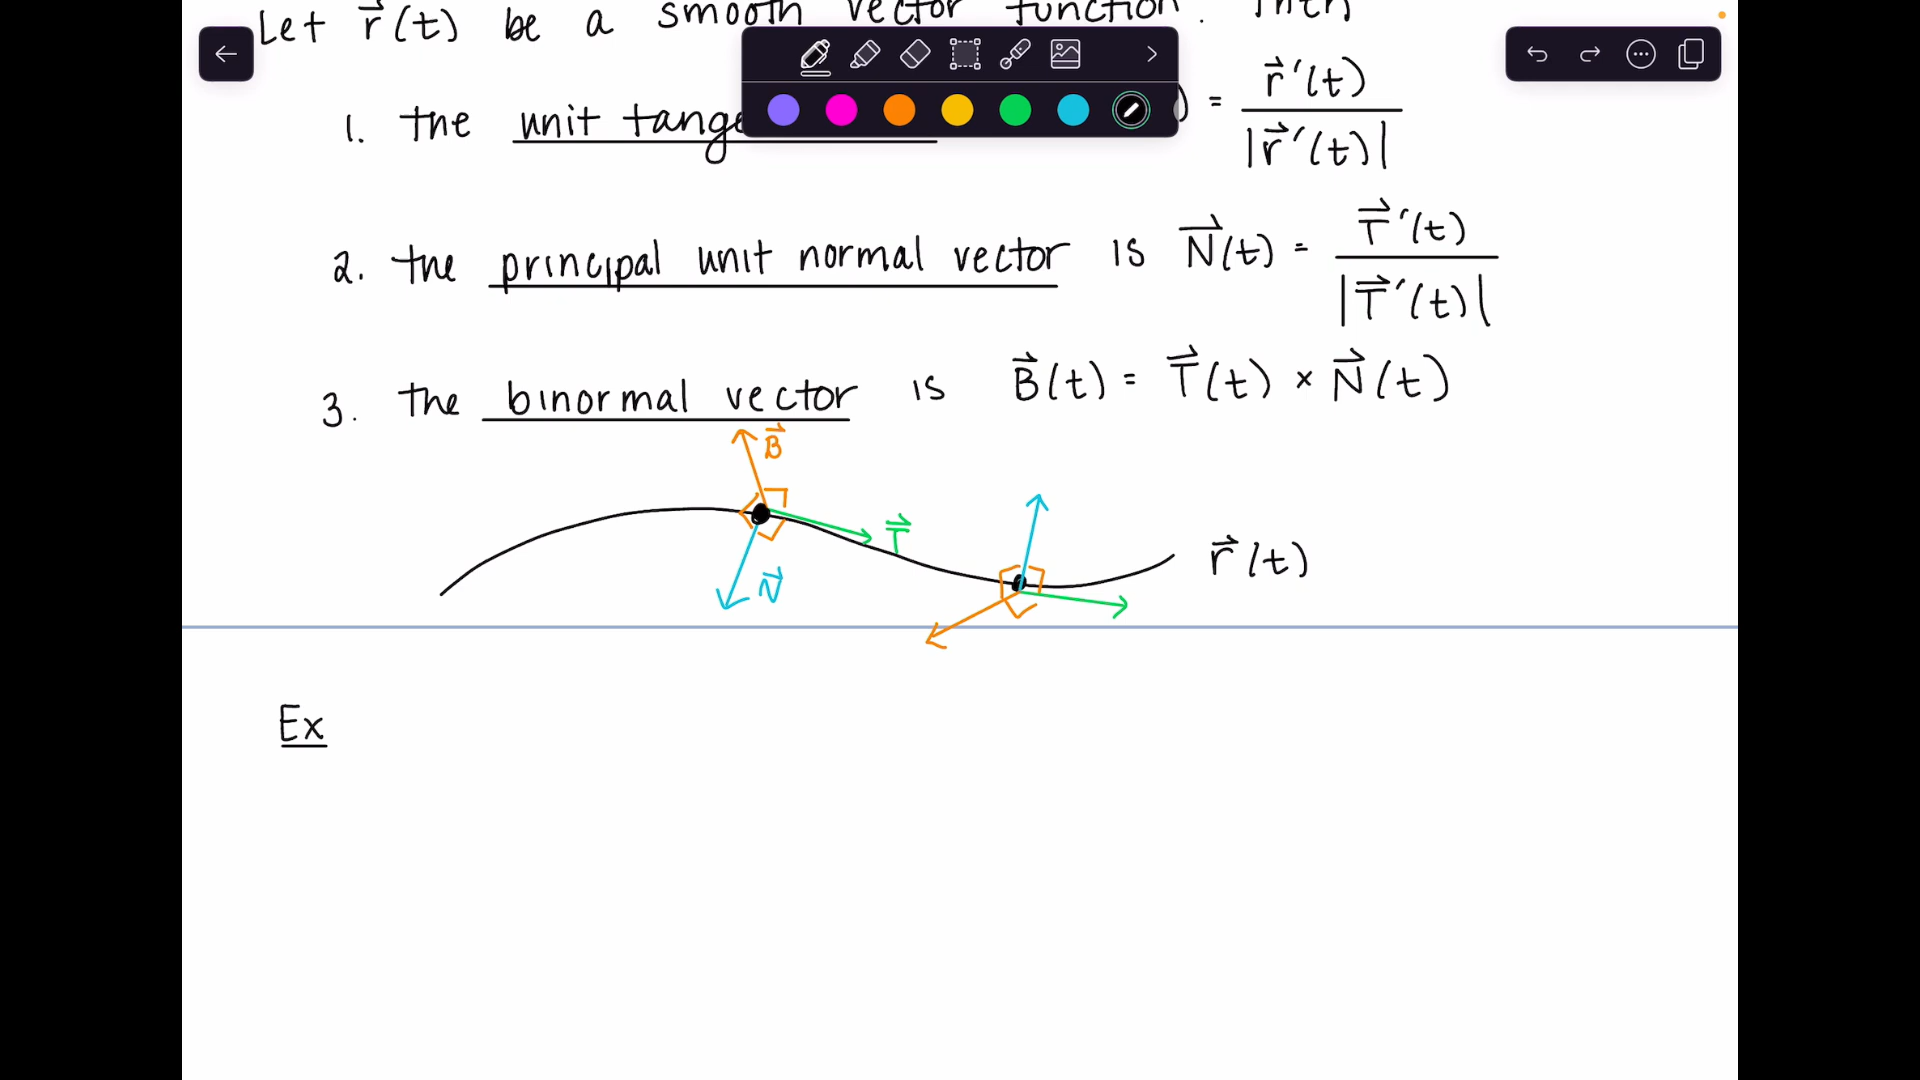 Let r⃗(t) be a smooth vector function. Then
1. the unit tange ) = r⃗′(t) / |r⃗′(t)|
2. the principal unit normal vector is N⃗(t) = T⃗′(t) / |T⃗′(t)|
3. the binormal vector is B⃗(t) = T⃗(t) × N⃗(t)
B⃗
T⃗
N⃗
r⃗(t)
Ex